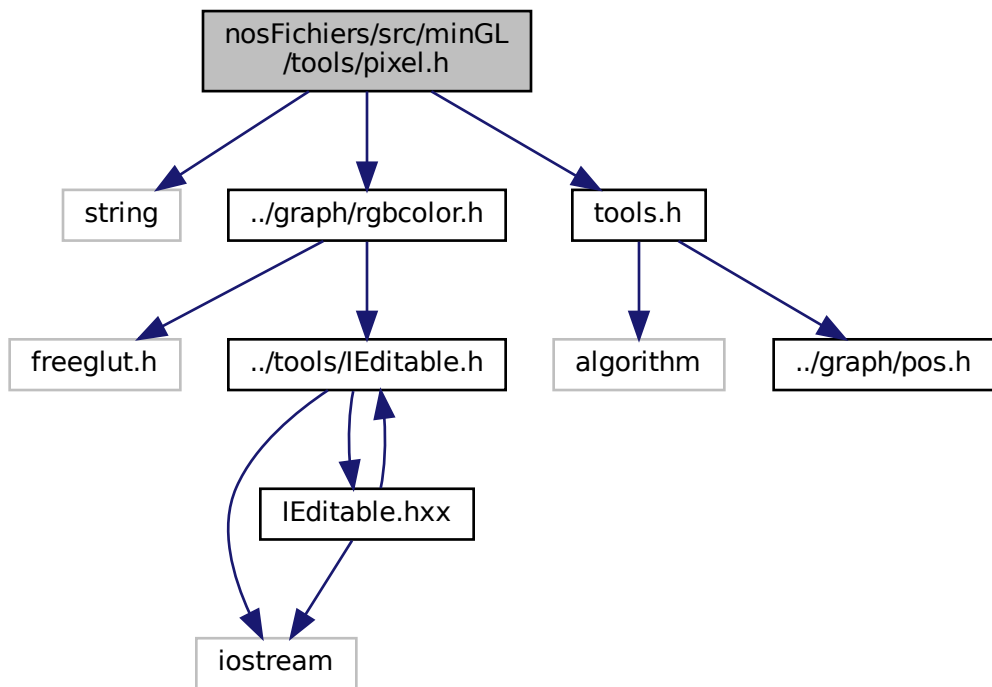 nosFichiers/src/minGL
/tools/pixel.h
string
../graph/rgbcolor.h
tools.h
freeglut.h
../tools/IEditable.h
algorithm
../graph/pos.h
IEditable.hxx
iostream